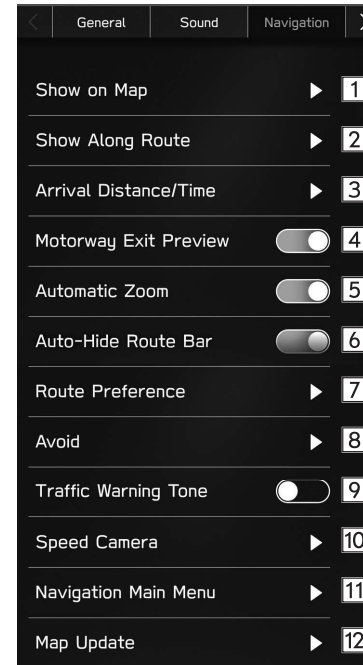 General Sound Navigation
Show on Map 1
Show Along Route 2
Arrival Distance/Time 3
Motorway Exit Preview 4
Automatic Zoom 5
Auto-Hide Route Bar 6
Route Preference 7
Avoid 8
Traffic Warning Tone 9
Speed Camera 10
Navigation Main Menu 11
Map Update 12